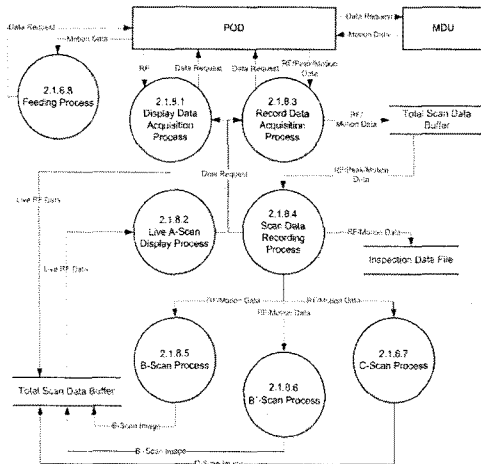 Data Request
Motion Data
POD
Data Request
Motion Data
MDU
2.1.6.8
Feeding Process
RF
Data Request
Data Request
RF/Peak/Motion
Data
2.1.8.1
Display Data
Acquisition
Process
2.1.8.3
Record Data
Acquisition
Process
RF/
Motion Data
Total Scan Data
Buffer
Live RF Data
Data Request
RF/Peak/Motion
Data
2.1.8.2
Live A-Scan
Display Process
2.1.8.4
Scan Data
Recording
Process
RF/Motion Data
Inspection Data File
Live RF Data
RF/Motion Data
RF/Motion Data
RF/Motion Data
2.1.8.5
B-Scan Process
2.1.8.6
B'-Scan Process
2.1.6.7
C-Scan Process
Total Scan Data Buffer
B-Scan Image
B'-Scan Image
C-Scan Image